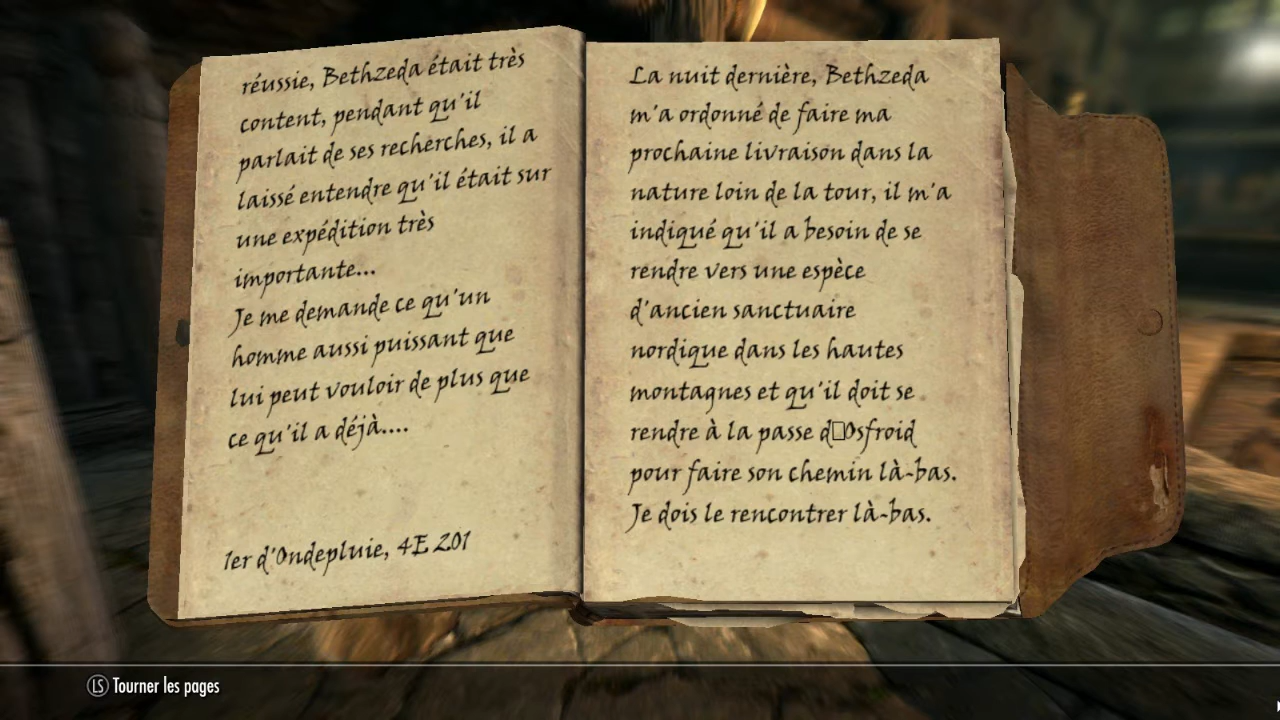 réussie, Bethzeda était très
content, pendant qu'il
parlait de ses recherches, il a
laissé entendre qu'il était sur
une expédition très
importante...
Je me demande ce qu'un
homme aussi puissant que
lui peut vouloir de plus que
ce qu'il a déjà....
1er d'Ondepluie, 4E 201
La nuit dernière, Bethzeda
m'a ordonné de faire ma
prochaine livraison dans la
nature loin de la tour, il m'a
indiqué qu'il a besoin de se
rendre vers une espèce
d'ancien sanctuaire
nordique dans les hautes
montagnes et qu'il doit se
rendre à la passe d□Osfroid
pour faire son chemin là-bas.
Je dois le rencontrer là-bas.
LS Tourner les pages